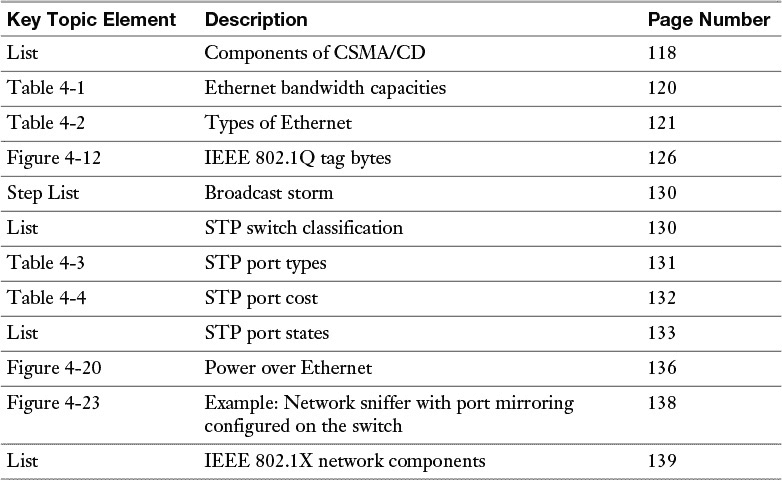 Key Topic Element Description Page Number
List Components of CSMA/CD 118
Table 4-1 Ethernet bandwidth capacities 120
Table 4-2 Types of Ethernet 121
Figure 4-12 IEEE 802.1Q tag bytes 126
Step List Broadcast storm 130
List STP switch classification 130
Table 4-3 STP port types 131
Table 4-4 STP port cost 132
List STP port states 133
Figure 4-20 Power over Ethernet 136
Figure 4-23 Example: Network sniffer with port mirroring 138
configured on the switch
List IEEE 802.1X network components 139